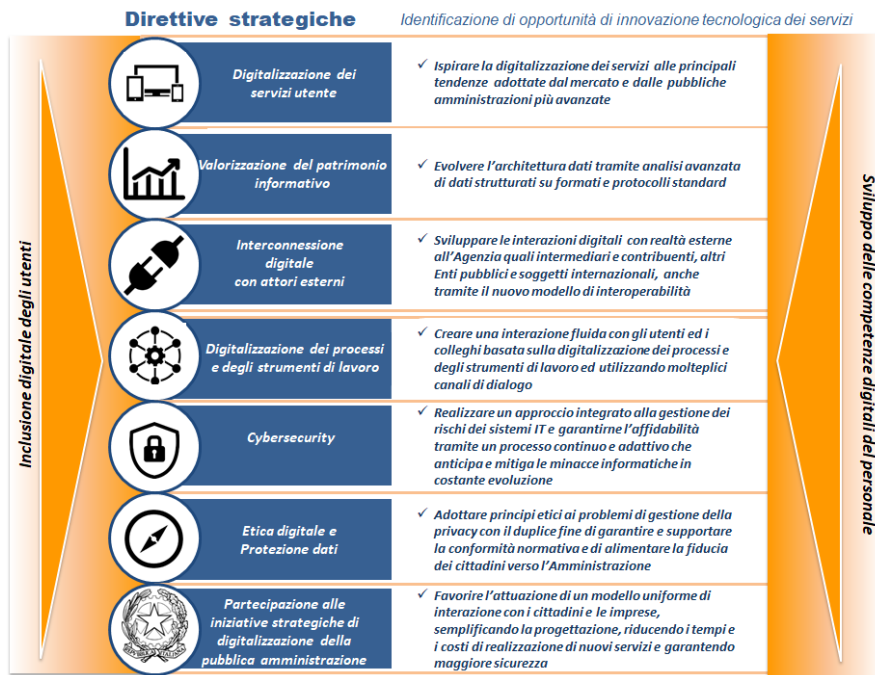 Direttive strategiche
Identificazione di opportunità di innovazione tecnologica dei servizi
Inclusione digitale degli utenti
Digitalizzazione dei
servizi utente
✓ Ispirare la digitalizzazione dei servizi alle principali
tendenze adottate dal mercato e dalle pubbliche
amministrazioni più avanzate
Valorizzazione del patrimonio
informativo
✓ Evolvere l'architettura dati tramite analisi avanzata
di dati strutturati su formati e protocolli standard
Interconnessione
digitale
con attori esterni
✓ Sviluppare le interazioni digitali con realtà esterne
all'Agenzia quali intermediari e contribuenti, altri
Enti pubblici e soggetti internazionali, anche
tramite il nuovo modello di interoperabilità
Digitalizzazione dei processi
e degli strumenti di lavoro
✓ Creare una interazione fluida con gli utenti ed i
colleghi basata sulla digitalizzazione dei processi e
degli strumenti di lavoro ed utilizzando molteplici
canali di dialogo
Cybersecurity
✓ Realizzare un approccio integrato alla gestione dei
rischi dei sistemi IT e garantirne l'affidabilità
tramite un processo continuo e adattivo che
anticipa e mitiga le minacce informatiche in
costante evoluzione
Etica digitale e
Protezione dati
✓ Adottare principi etici ai problemi di gestione della
privacy con il duplice fine di garantire e supportare
la conformità normativa e di alimentare la fiducia
dei cittadini verso l'Amministrazione
Partecipazione alle
iniziative strategiche di
digitalizzazione della
pubblica amministrazione
✓ Favorire l'attuazione di un modello uniforme di
interazione con i cittadini e le imprese,
semplificando la progettazione, riducendo i tempi e
i costi di realizzazione di nuovi servizi e garantendo
maggiore sicurezza
Sviluppo delle competenze digitali del personale